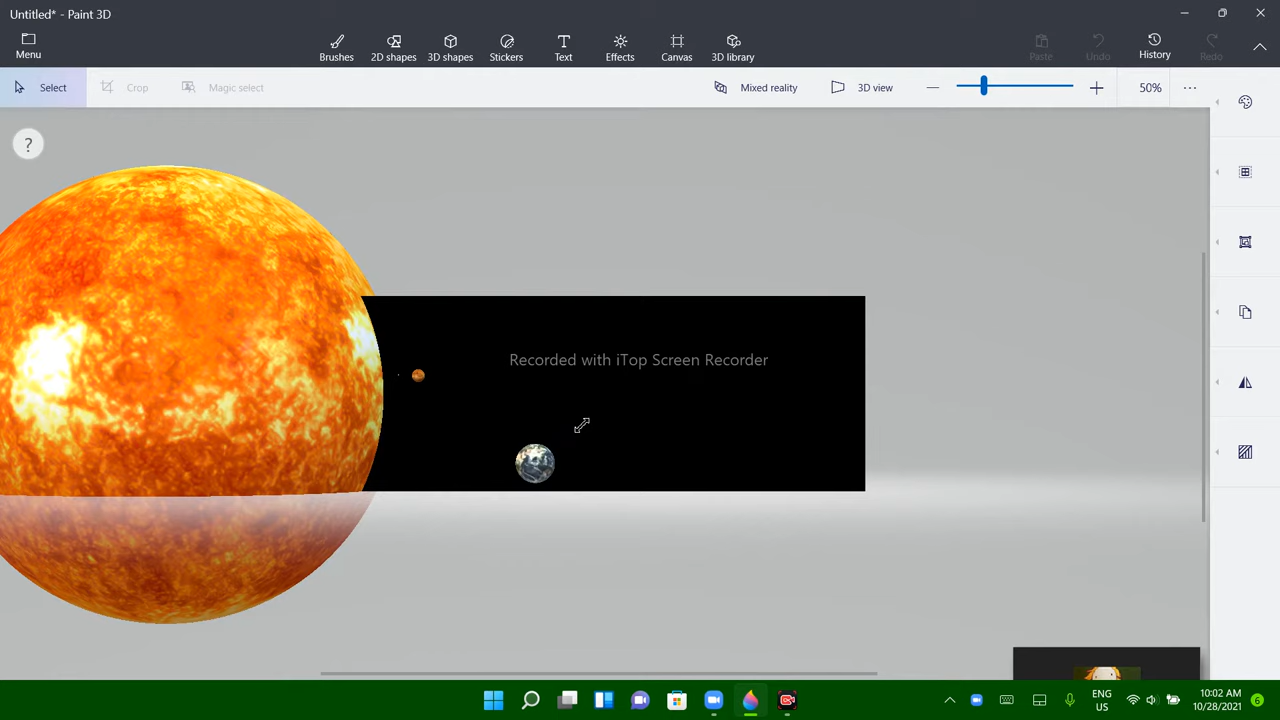 Untitled* - Paint 3D
Menu
Brushes
2D shapes
3D shapes
Stickers
Text
Effects
Canvas
3D library
Paste
Undo
History
Redo
Select
Crop
Magic select
Mixed reality
3D view
50%
?
Recorded with iTop Screen Recorder
ENG
US
10:02 AM
10/28/2021
6